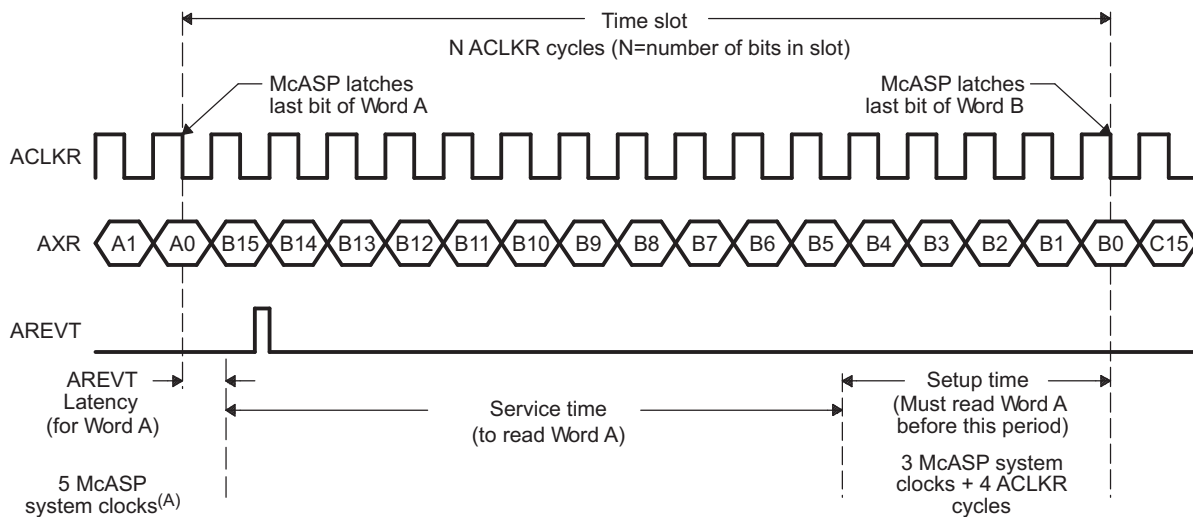 Time slot
N ACLKR cycles (N=number of bits in slot)
McASP latches
last bit of Word A
McASP latches
last bit of Word B
ACLKR
AXR
A1 A0 B15 B14 B13 B12 B11 B10 B9 B8 B7 B6 B5 B4 B3 B2 B1 B0 C15
AREVT
AREVT
Latency
(for Word A)
Service time
(to read Word A)
Setup time
(Must read Word A
before this period)
5 McASP
system clocks(A)
3 McASP system
clocks + 4 ACLKR
cycles